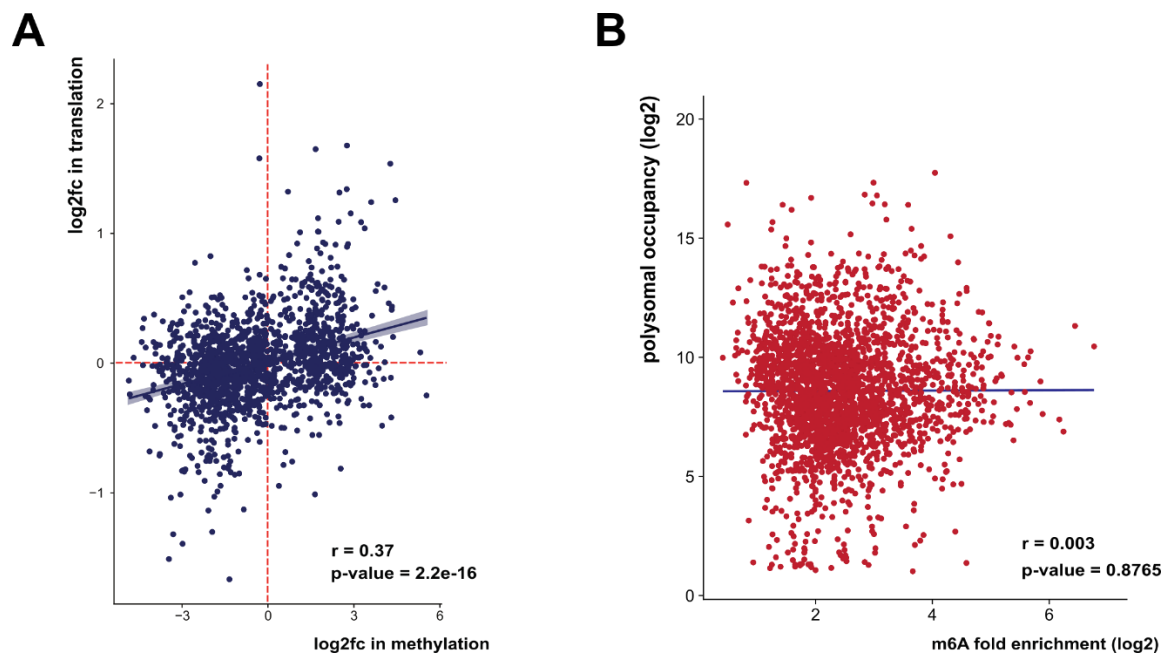 A
log2fc in translation
2
1
0
−1
−3
0
3
6
r = 0.37
p-value = 2.2e-16
log2fc in methylation
B
polysomal occupancy (log2)
20
15
10
5
0
2
4
6
r = 0.003
p-value = 0.8765
m6A fold enrichment (log2)